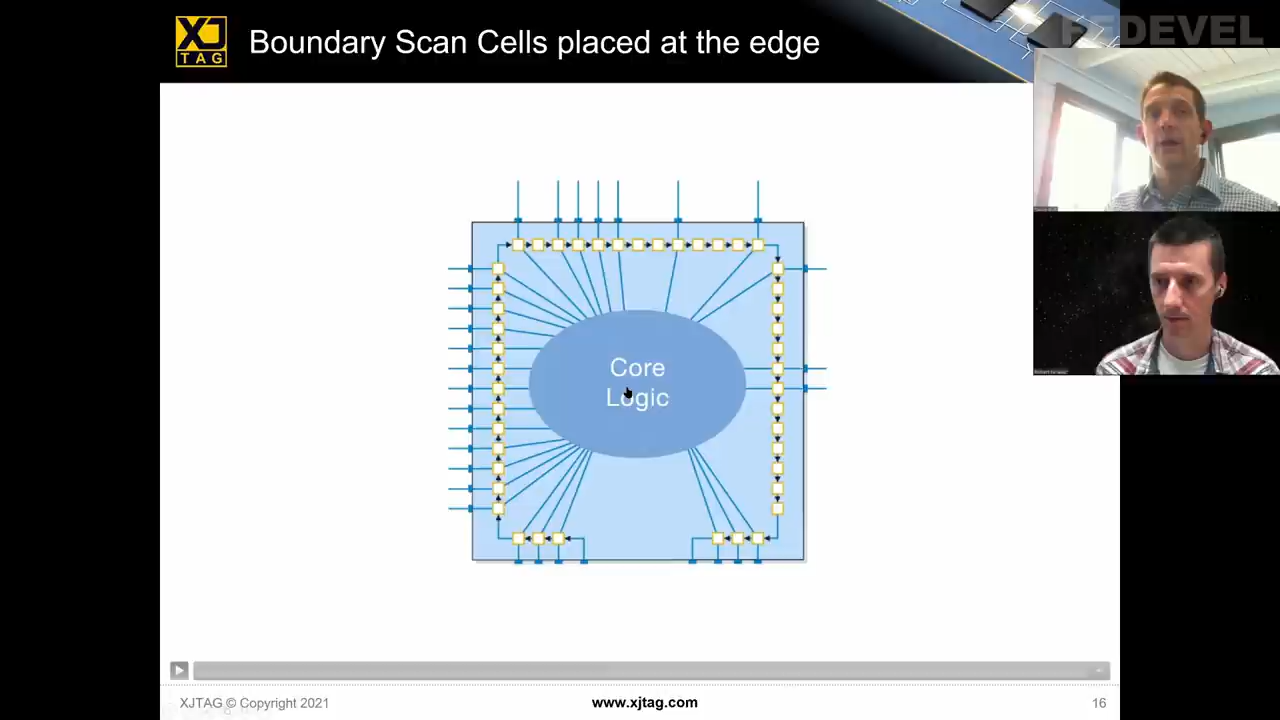 XJ
TAG
Boundary Scan Cells placed at the edge
FEDEVEL
Core
Logic
XJTAG © Copyright 2021
www.xjtag.com
16